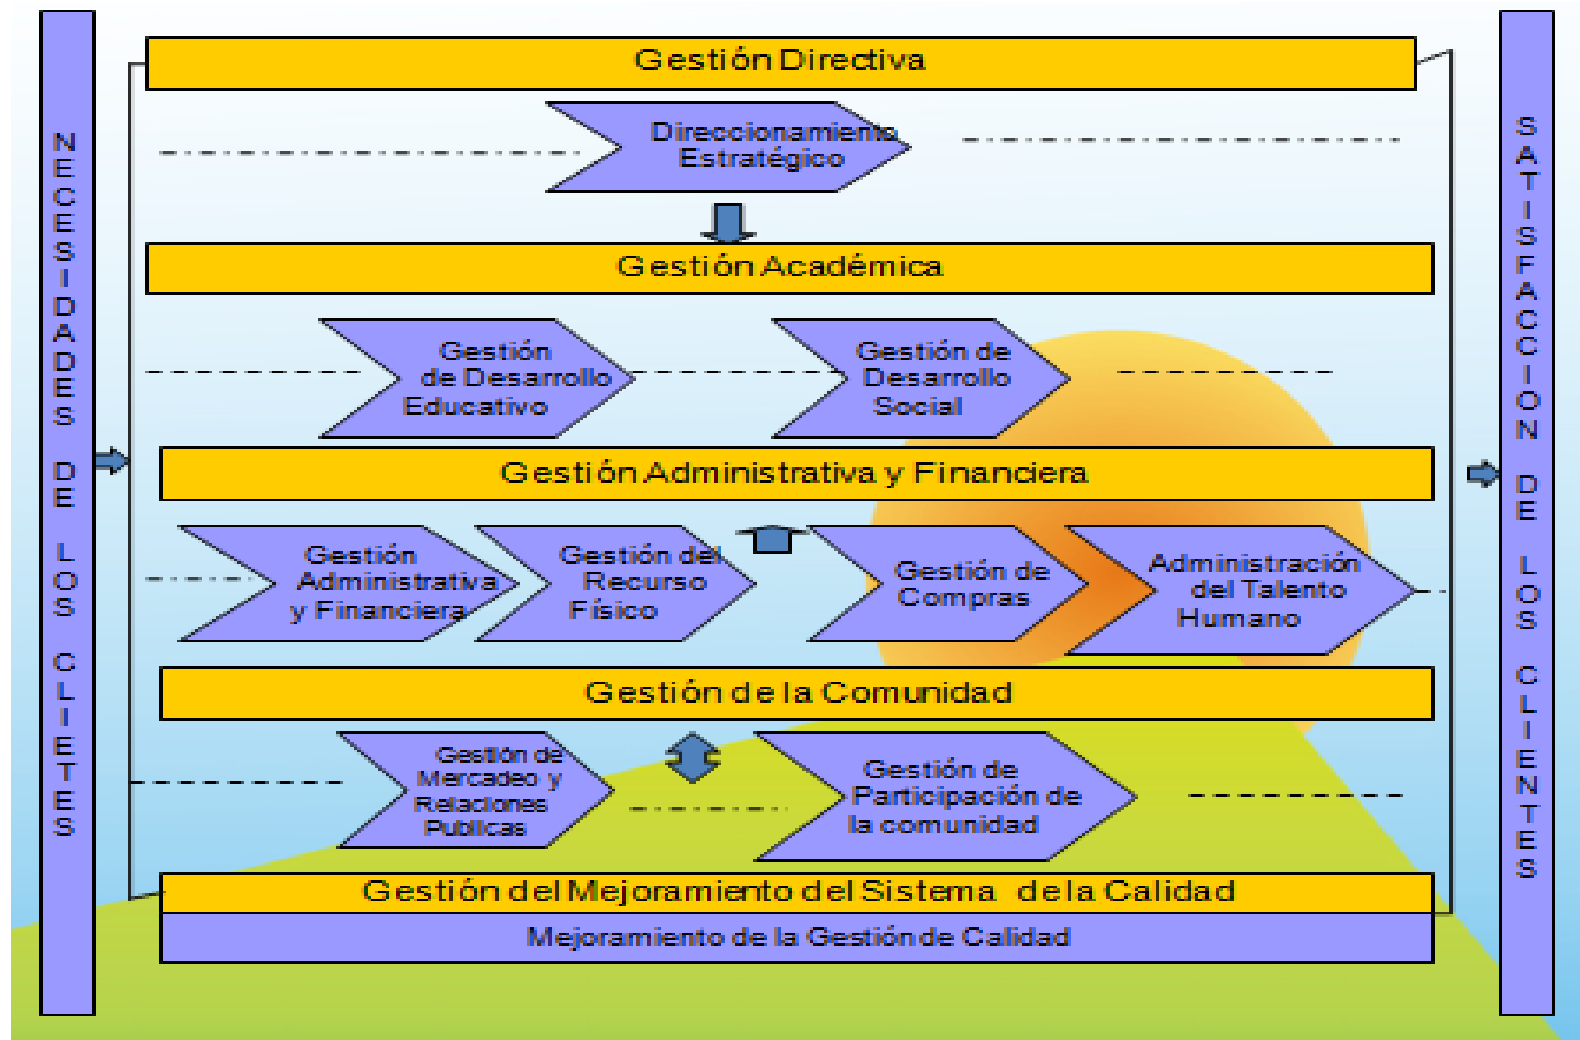 NECESIDADES DE LOS CLIETES
Gestión Directiva
Direccionamiento
Estratégico
Gestión Académica
Gestión
de Desarrollo
Educativo
Gestión de
Desarrollo
Social
Gestión Administrativa y Financiera
Gestión
Administrativa
y Financiera
Gestión del
Recurso
Físico
Gestión de
Compras
Administración
del Talento
Humano
Gestión de la Comunidad
Gestión de
Mercadeo y
Relaciones
Publicas
Gestión de
Participación de
la comunidad
Gestión del Mejoramiento del Sistema de la Calidad
Mejoramiento de la Gestión de Calidad
SATISFACCION DE LOS CLIENTES